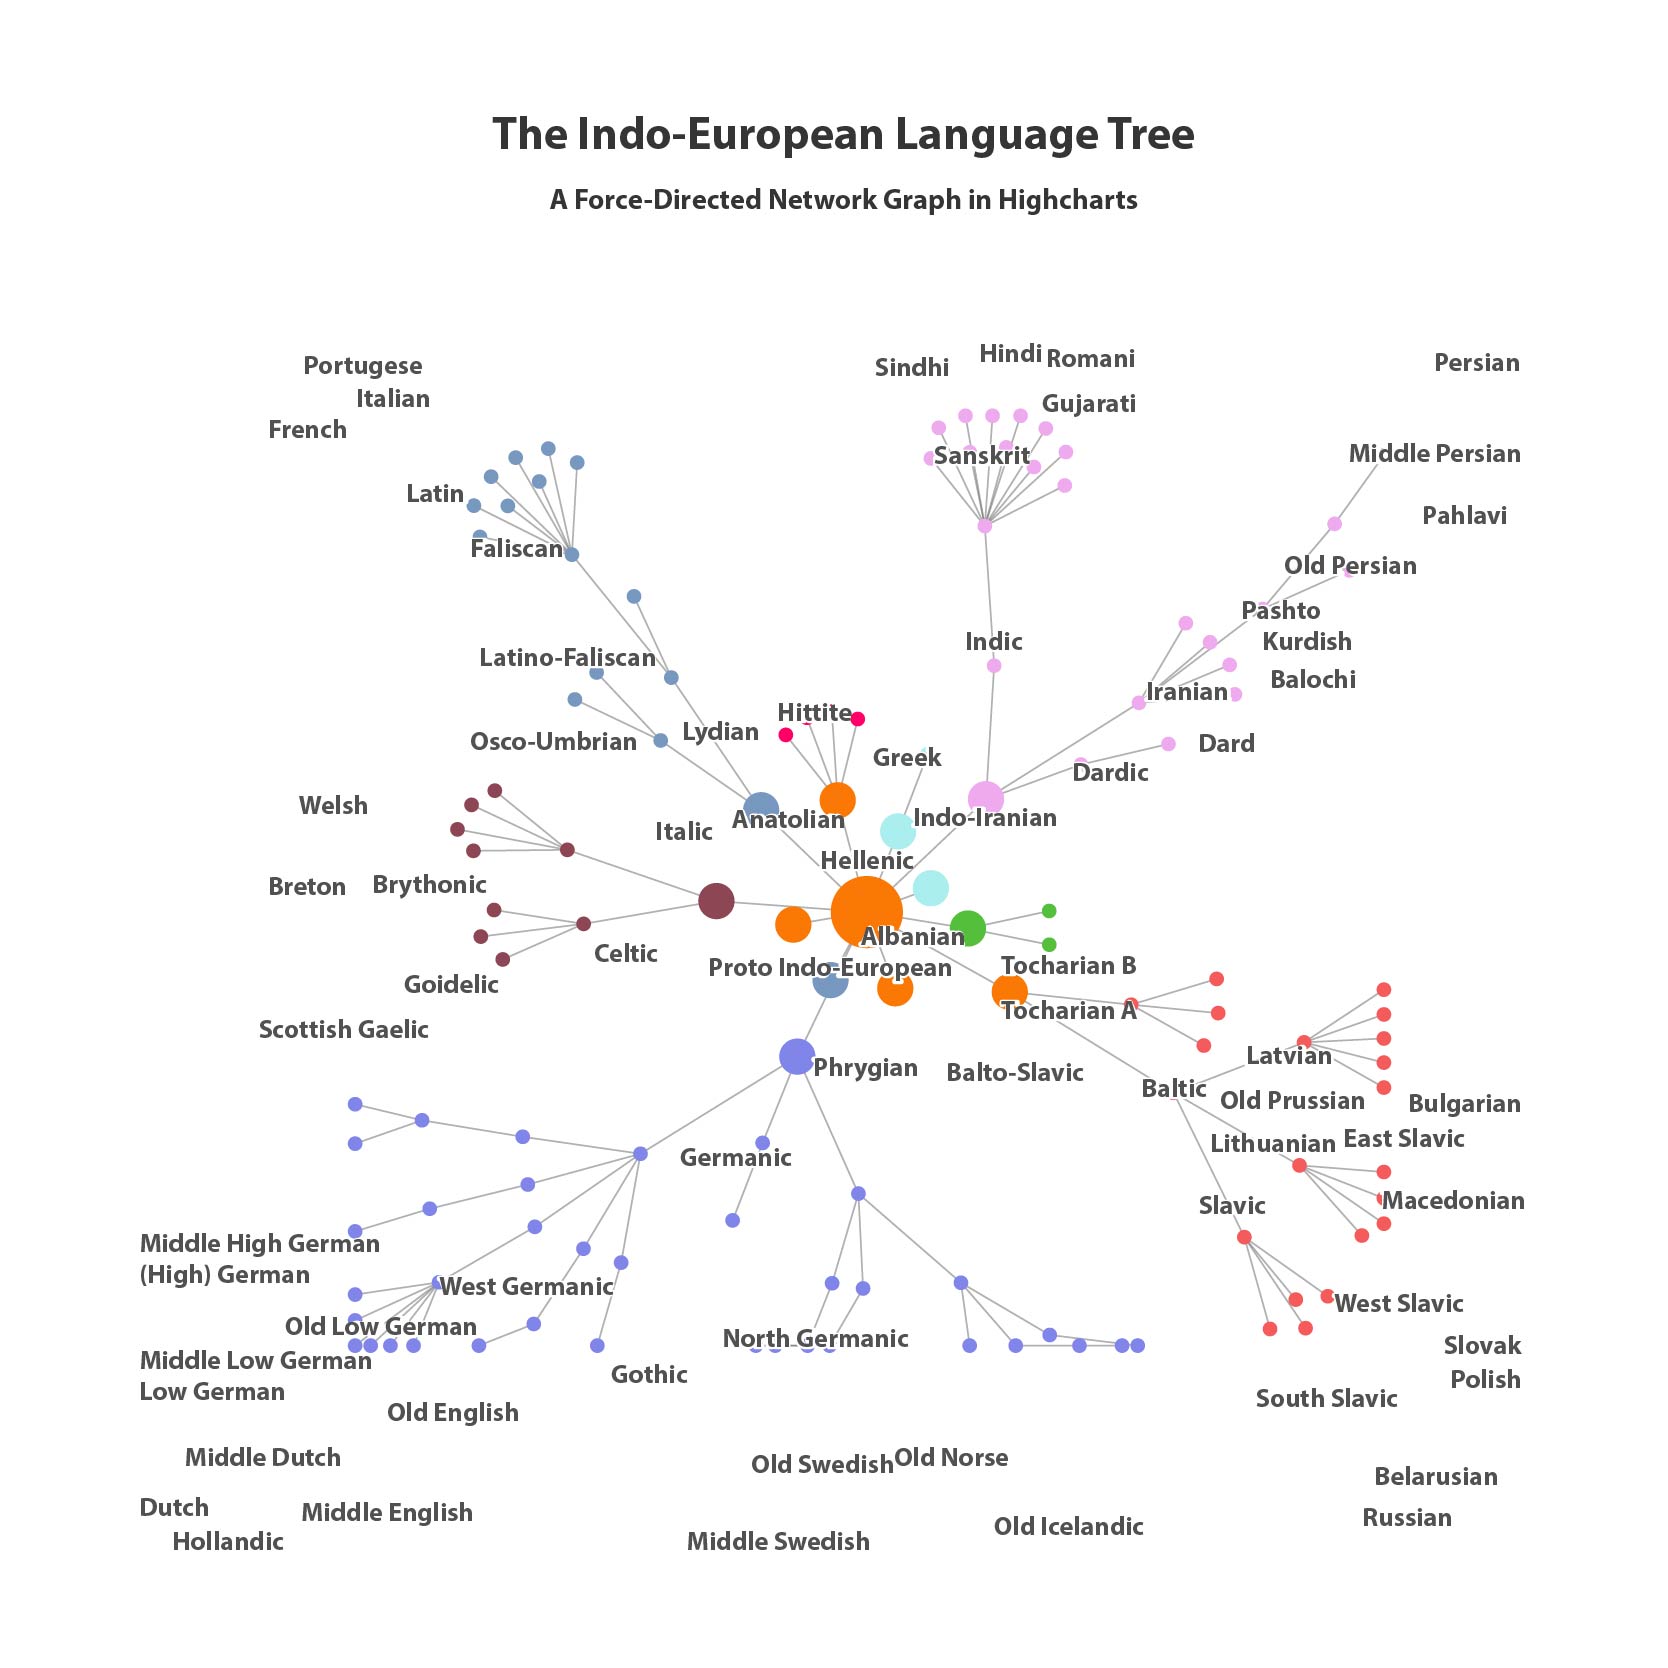 The Indo-European Language Tree
A Force-Directed Network Graph in Highcharts
Portugese
Sindhi
Hindi
Romani
Persian
Italian
Gujarati
French
Sanskrit
Middle Persian
Latin
Pahlavi
Faliscan
Old Persian
Pashto
Indic
Kurdish
Latino-Faliscan
Balochi
Iranian
Hittite
Lydian
Osco-Umbrian
Dard
Greek
Dardic
Welsh
Italic
Anatolian
Indo-Iranian
Hellenic
Breton
Brythonic
Albanian
Celtic
Proto Indo-European
Tocharian B
Goidelic
Tocharian A
Scottish Gaelic
Latvian
Phrygian
Balto-Slavic
Baltic
Old Prussian
Bulgarian
Lithuanian
East Slavic
Germanic
Slavic
Macedonian
Middle High German
(High) German
West Germanic
West Slavic
Old Low German
North Germanic
Slovak
Middle Low German
Gothic
Polish
Low German
South Slavic
Old English
Middle Dutch
Old Swedish
Old Norse
Belarusian
Dutch
Middle English
Russian
Old Icelandic
Hollandic
Middle Swedish